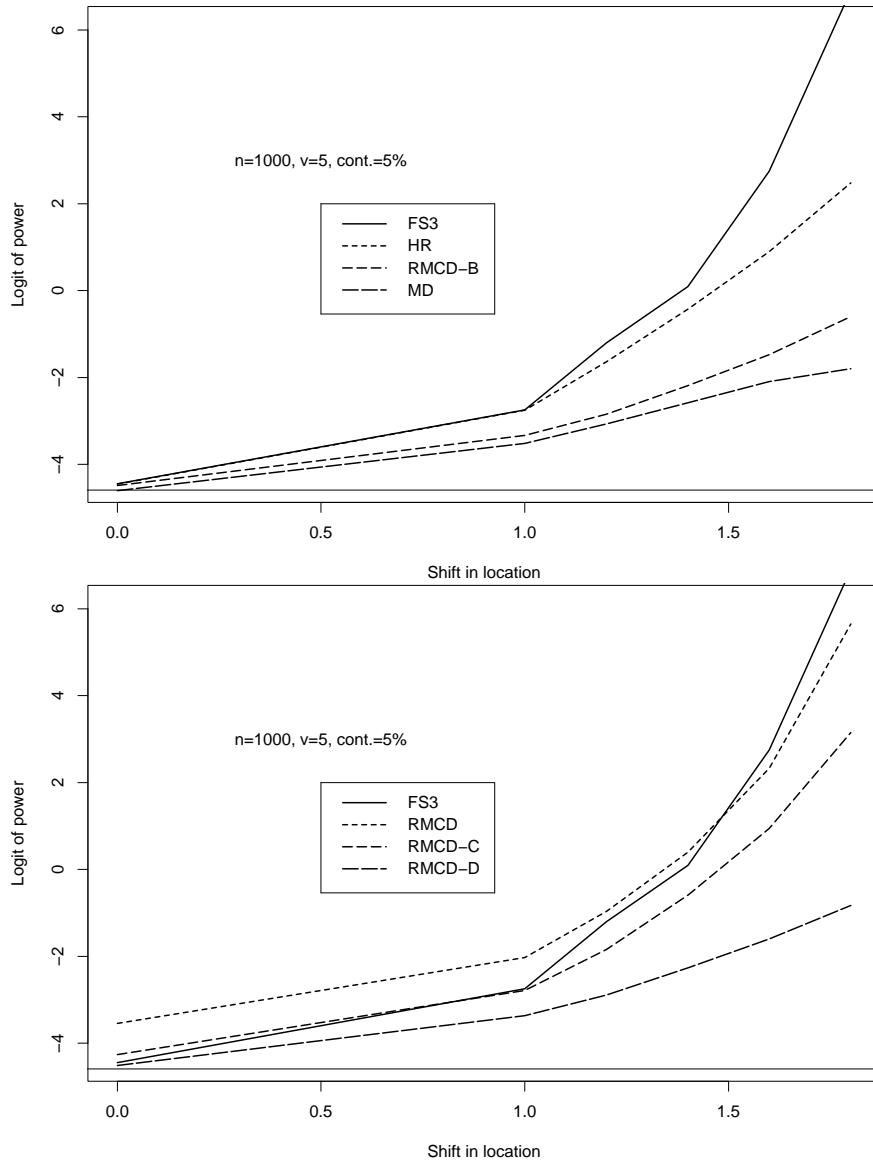 6
4
2
0
−2
−4
Logit of power
n=1000, v=5, cont.=5%
FS3
HR
RMCD−B
MD
0.0 0.5 1.0 1.5
Shift in location
6
4
2
0
−2
−4
Logit of power
n=1000, v=5, cont.=5%
FS3
RMCD
RMCD−C
RMCD−D
0.0 0.5 1.0 1.5
Shift in location